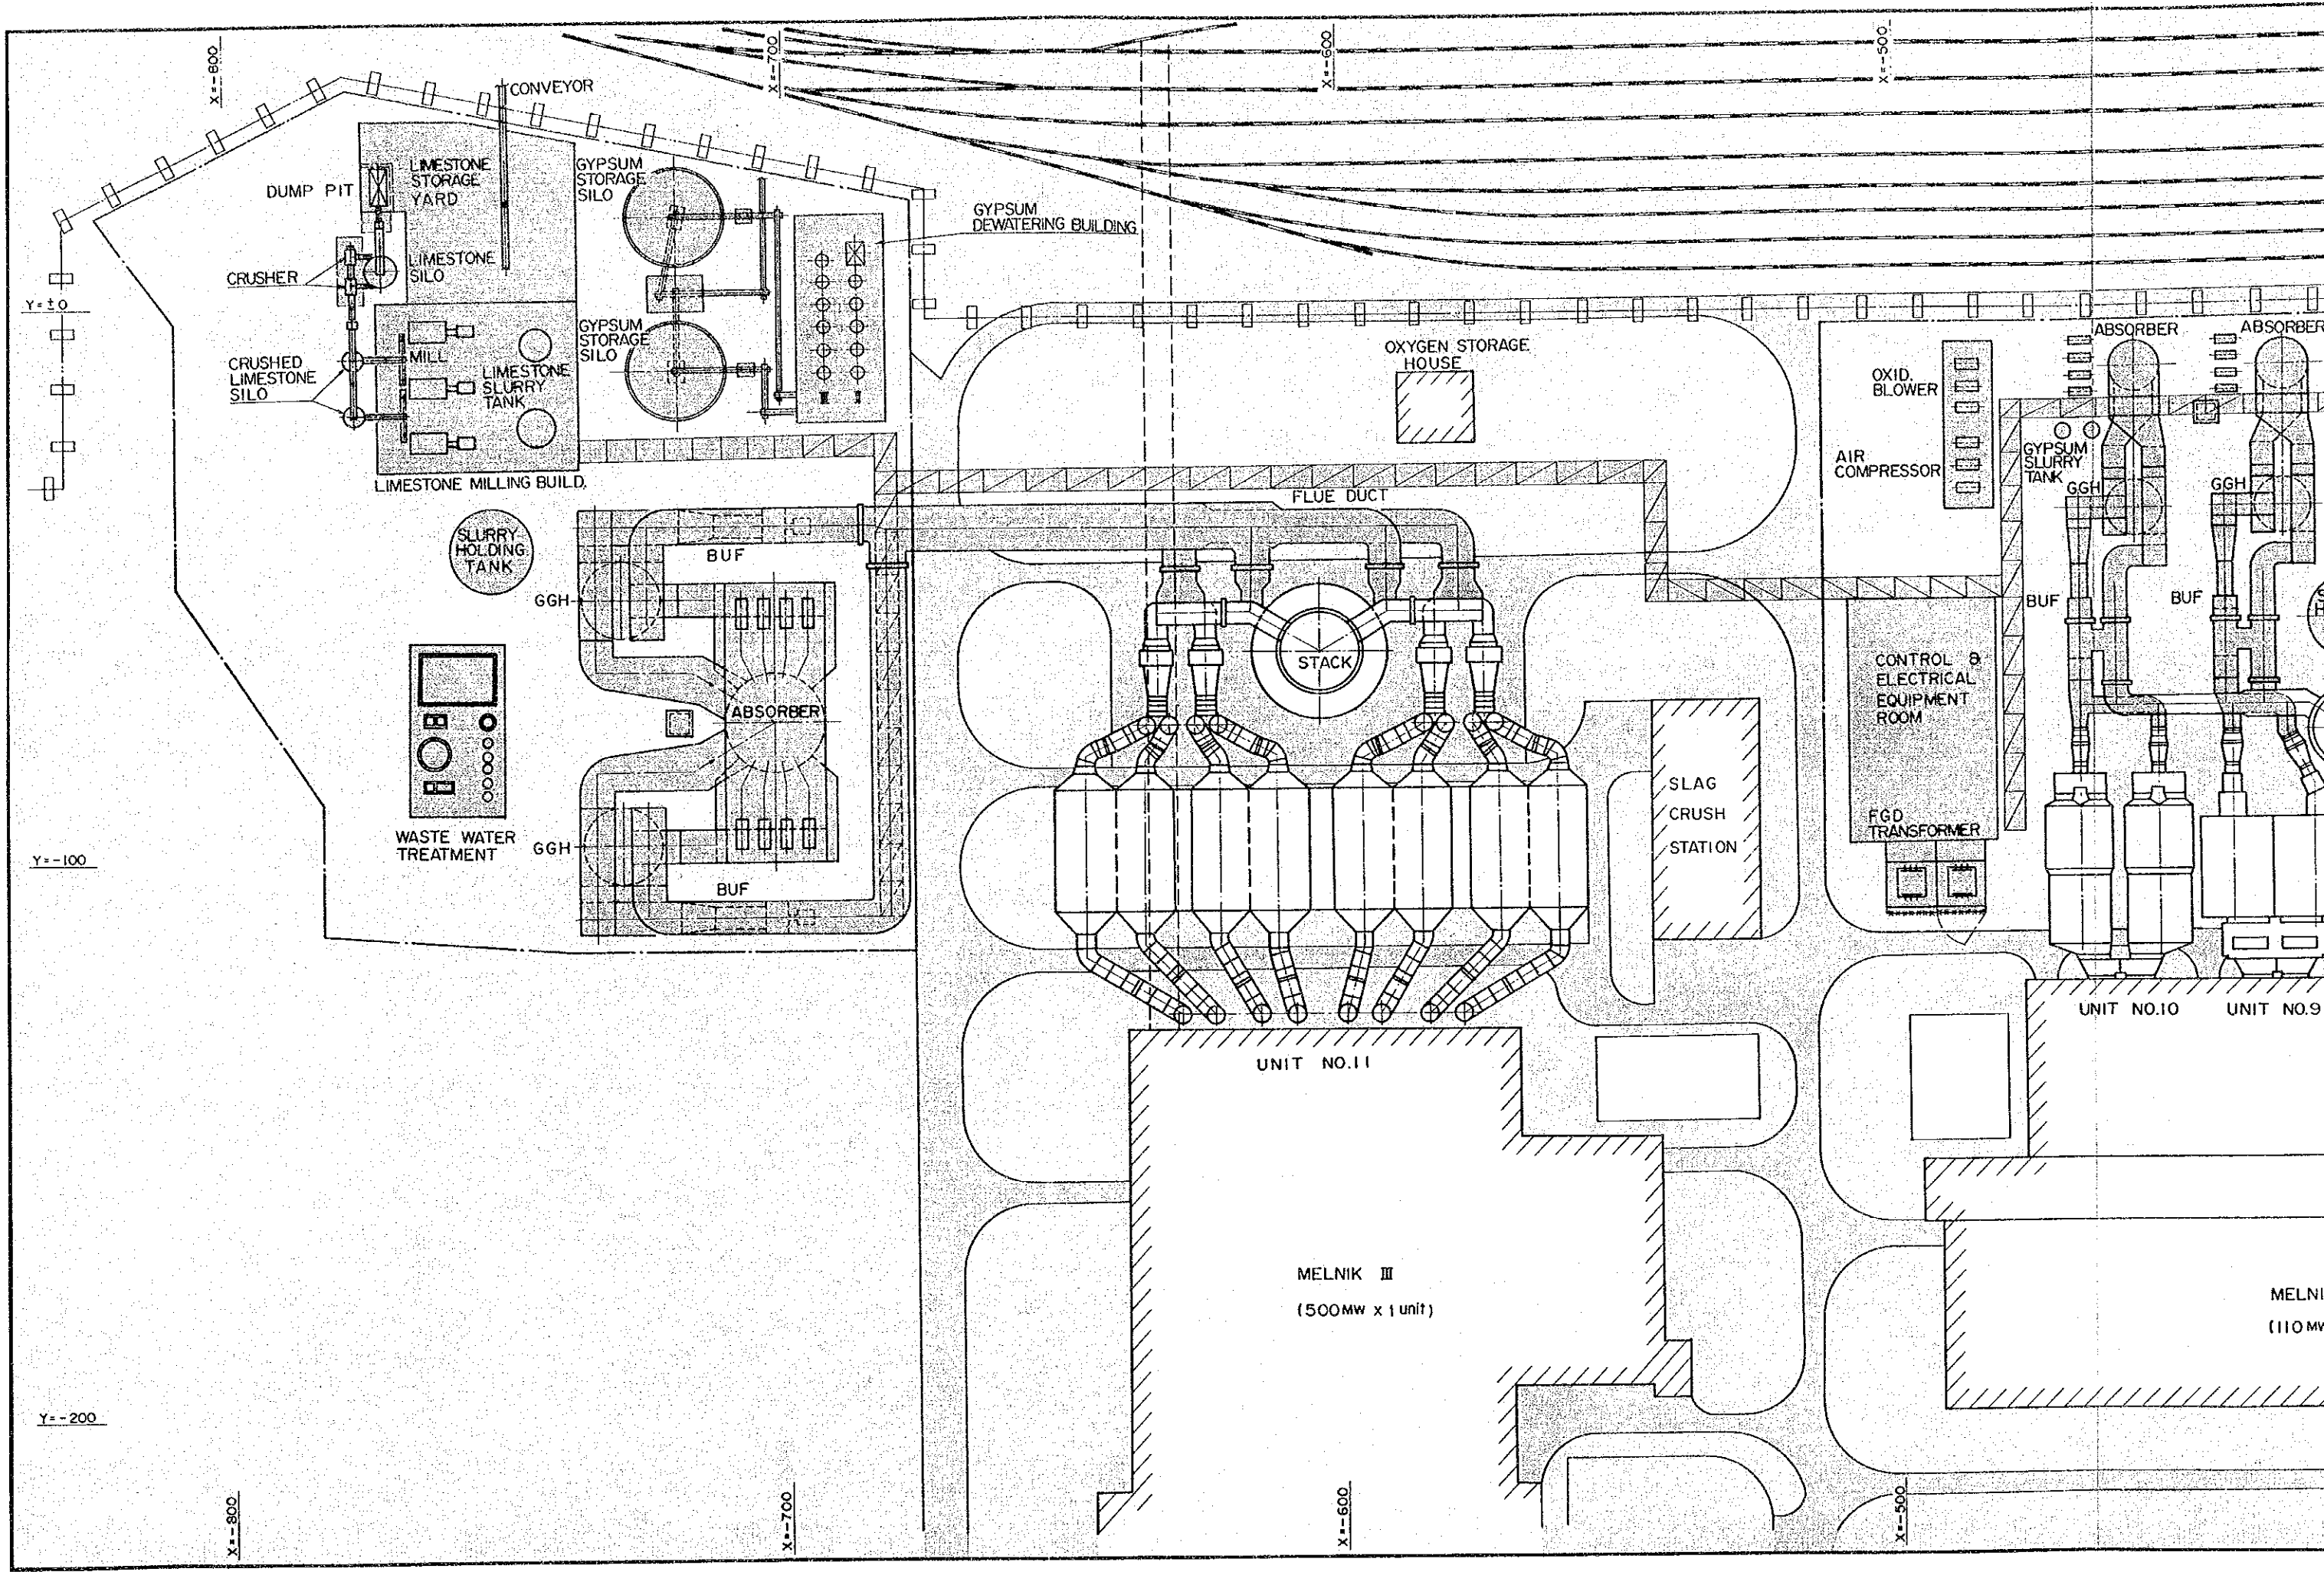 X=-800
X=-700
X=-600
X=-500
CONVEYOR
LIMESTONE
STORAGE
YARD
DUMP PIT
GYPSUM
STORAGE
SILO
GYPSUM
DEWATERING BUILDING
LIMESTONE
SILO
CRUSHER
Y=±0
GYPSUM
STORAGE
SILO
CRUSHED
LIMESTONE
SILO
MILL
LIMESTONE
SLURRY
TANK
LIMESTONE MILLING BUILD.
OXYGEN STORAGE
HOUSE
ABSORBER
ABSORBER
OXID.
BLOWER
AIR
COMPRESSOR
GYPSUM
SLURRY
TANK
GGH
GGH
FLUE DUCT
SLURRY
HOLDING
TANK
BUF
GGH
BUF
BUF
STACK
CONTROL &
ELECTRICAL
EQUIPMENT
ROOM
ABSORBER
SLAG
CRUSH
STATION
FGD
TRANSFORMER
WASTE WATER
TREATMENT
GGH
BUF
Y=-100
UNIT NO.11
UNIT NO.10
UNIT NO.9
MELNIK III
(500MW x 1 unit)
MELNI
(110 MW
Y=-200
X=-800
X=-700
X=-600
X=-500